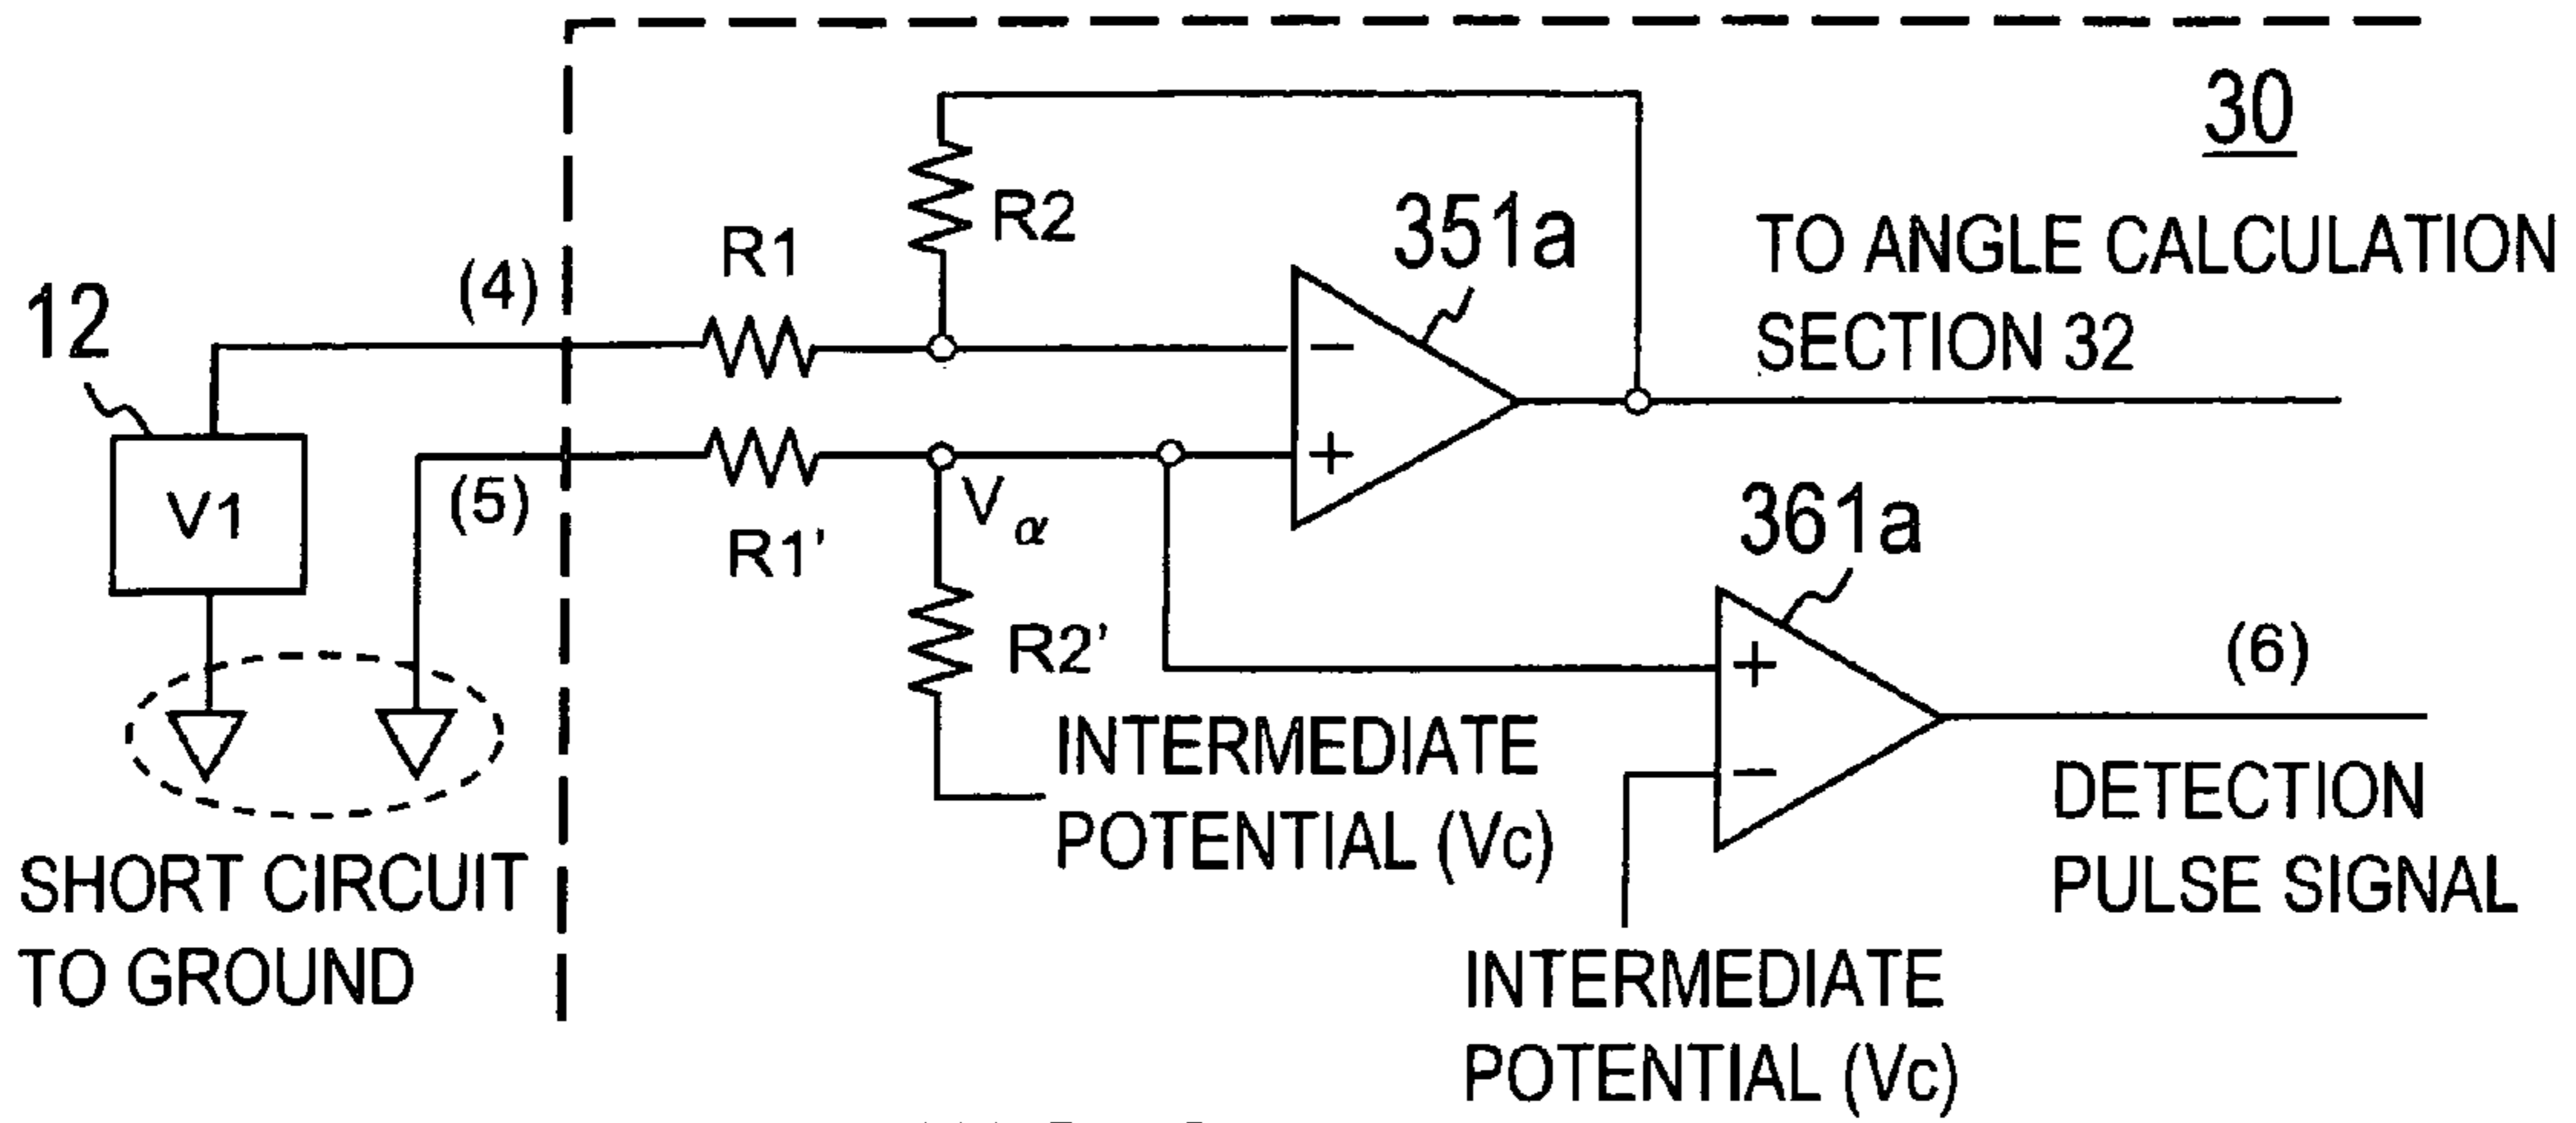 30
R2
351a
TO ANGLE CALCULATION
SECTION 32
R1
(4)
12
V1
(5)
R1'
Vα
361a
R2'
(6)
INTERMEDIATE
POTENTIAL (Vc)
DETECTION
PULSE SIGNAL
SHORT CIRCUIT
TO GROUND
INTERMEDIATE
POTENTIAL (Vc)
−
+
+
−